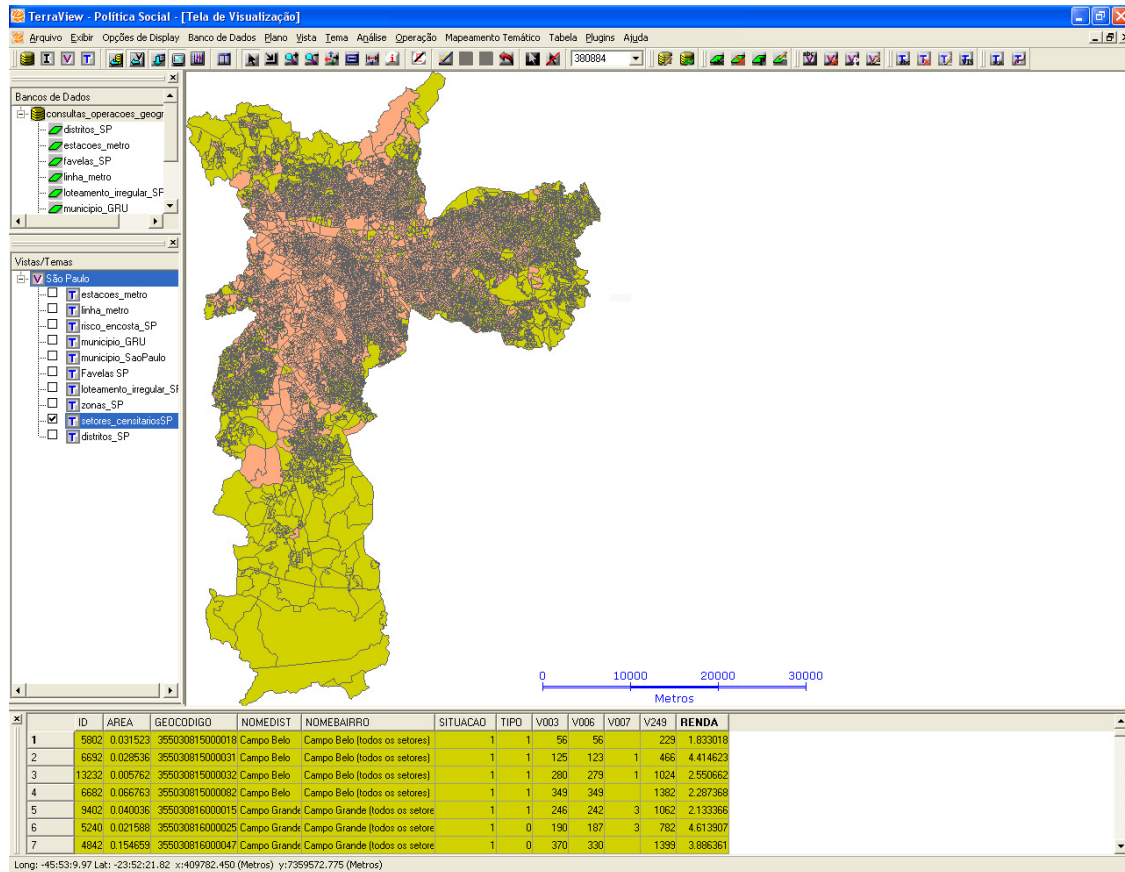 TerraView - Política Social - [Tela de Visualização]
Arquivo Exibir Opções de Display Banco de Dados Plano Vista Tema Análise Operação Mapeamento Temático Tabela Plugins Ajuda
I V T 380884
Bancos de Dados
consultas_operacoes_geogr
distritos_SP
estacoes_metro
favelas_SP
linha_metro
loteamento_irregular_SF
municipio_GRU
Vistas/Temas
V São Paulo
T estacoes_metro
T linha_metro
T risco_encosta_SP
T municipio_GRU
T municipio_SaoPaulo
T Favelas SP
T loteamento_irregular_SF
T zonas_SP
T setores_censitariosSP
T distritos_SP
0 10000 20000 30000
Metros
ID AREA GEOCODIGO NOMEDIST NOMEBAIRRO SITUACAO TIPO V003 V006 V007 V249 RENDA
1 5802 0.031523 355030815000018 Campo Belo Campo Belo (todos os setores) 1 1 56 56 229 1.833018
2 6692 0.028536 355030815000031 Campo Belo Campo Belo (todos os setores) 1 1 125 123 1 466 4.414623
3 13232 0.005762 355030815000032 Campo Belo Campo Belo (todos os setores) 1 1 280 279 1 1024 2.550662
4 6682 0.066763 355030815000082 Campo Belo Campo Belo (todos os setores) 1 1 349 349 1382 2.287368
5 9402 0.040036 355030816000015 Campo Grande Campo Grande (todos os setore 1 1 246 242 3 1062 2.133366
6 5240 0.021588 355030816000025 Campo Grande Campo Grande (todos os setore 1 0 190 187 3 782 4.613907
7 4842 0.154659 355030816000047 Campo Grande Campo Grande (todos os setore 1 0 370 330 1399 3.886361
Long: -45:53:9.97 Lat: -23:52:21.82 x:409782.450 (Metros) y:7359572.775 (Metros)